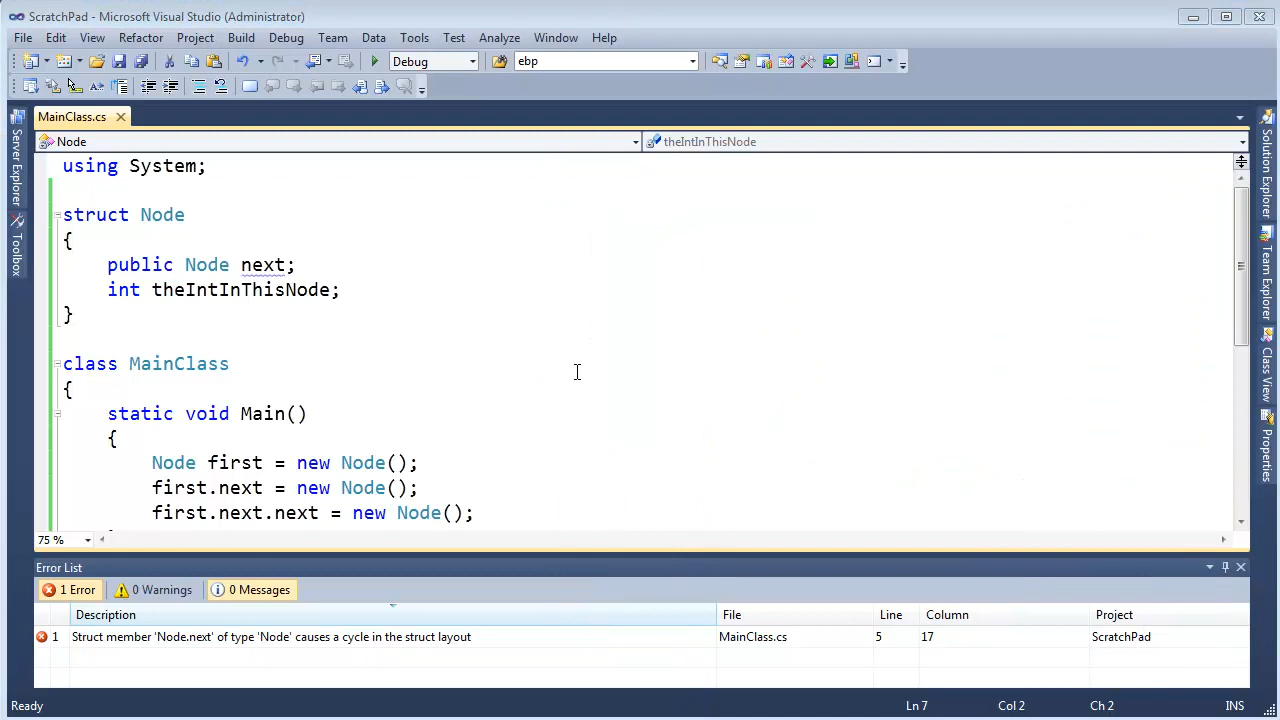 ScratchPad - Microsoft Visual Studio (Administrator)
File Edit View Refactor Project Build Debug Team Data Tools Test Analyze Window Help
Debug ebp
MainClass.cs
Node theIntInThisNode
Server Explorer
Toolbox
using System;
struct Node
{
public Node next;
int theIntInThisNode;
}
class MainClass
{
static void Main()
{
Node first = new Node();
first.next = new Node();
first.next.next = new Node();
Solution Explorer
Team Explorer
Class View
Properties
75 %
Error List
1 Error 0 Warnings 0 Messages
Description File Line Column Project
1 Struct member 'Node.next' of type 'Node' causes a cycle in the struct layout MainClass.cs 5 17 ScratchPad
Ready Ln 7 Col 2 Ch 2 INS